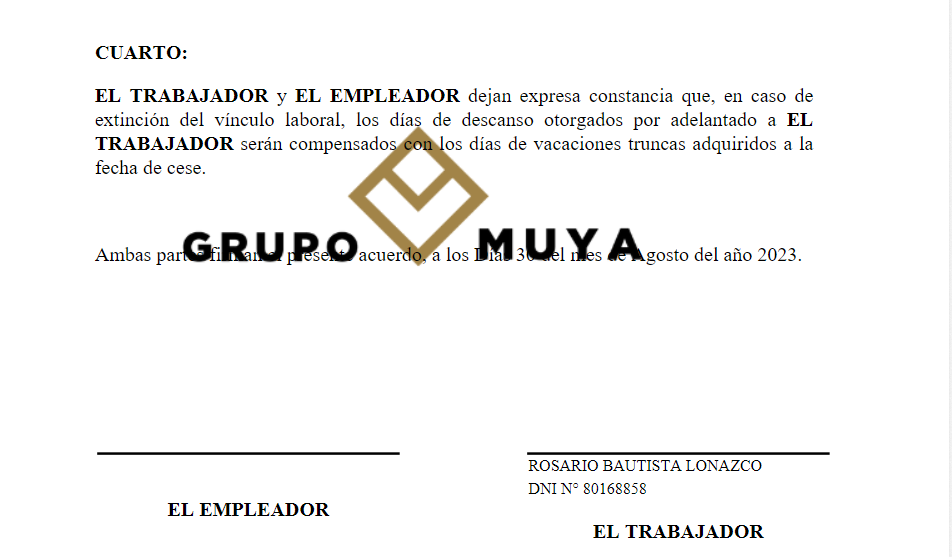 CUARTO:
EL TRABAJADOR y EL EMPLEADOR dejan expresa constancia que, en caso de
extinción del vínculo laboral, los días de descanso otorgados por adelantado a EL
TRABAJADOR serán compensados con los días de vacaciones truncas adquiridos a la
fecha de cese.
GRUPO MUYA
Ambas partes firman el presente acuerdo, a los Días 30 del mes de Agosto del año 2023.
ROSARIO BAUTISTA LONAZCO
DNI N° 80168858
EL EMPLEADOR
EL TRABAJADOR